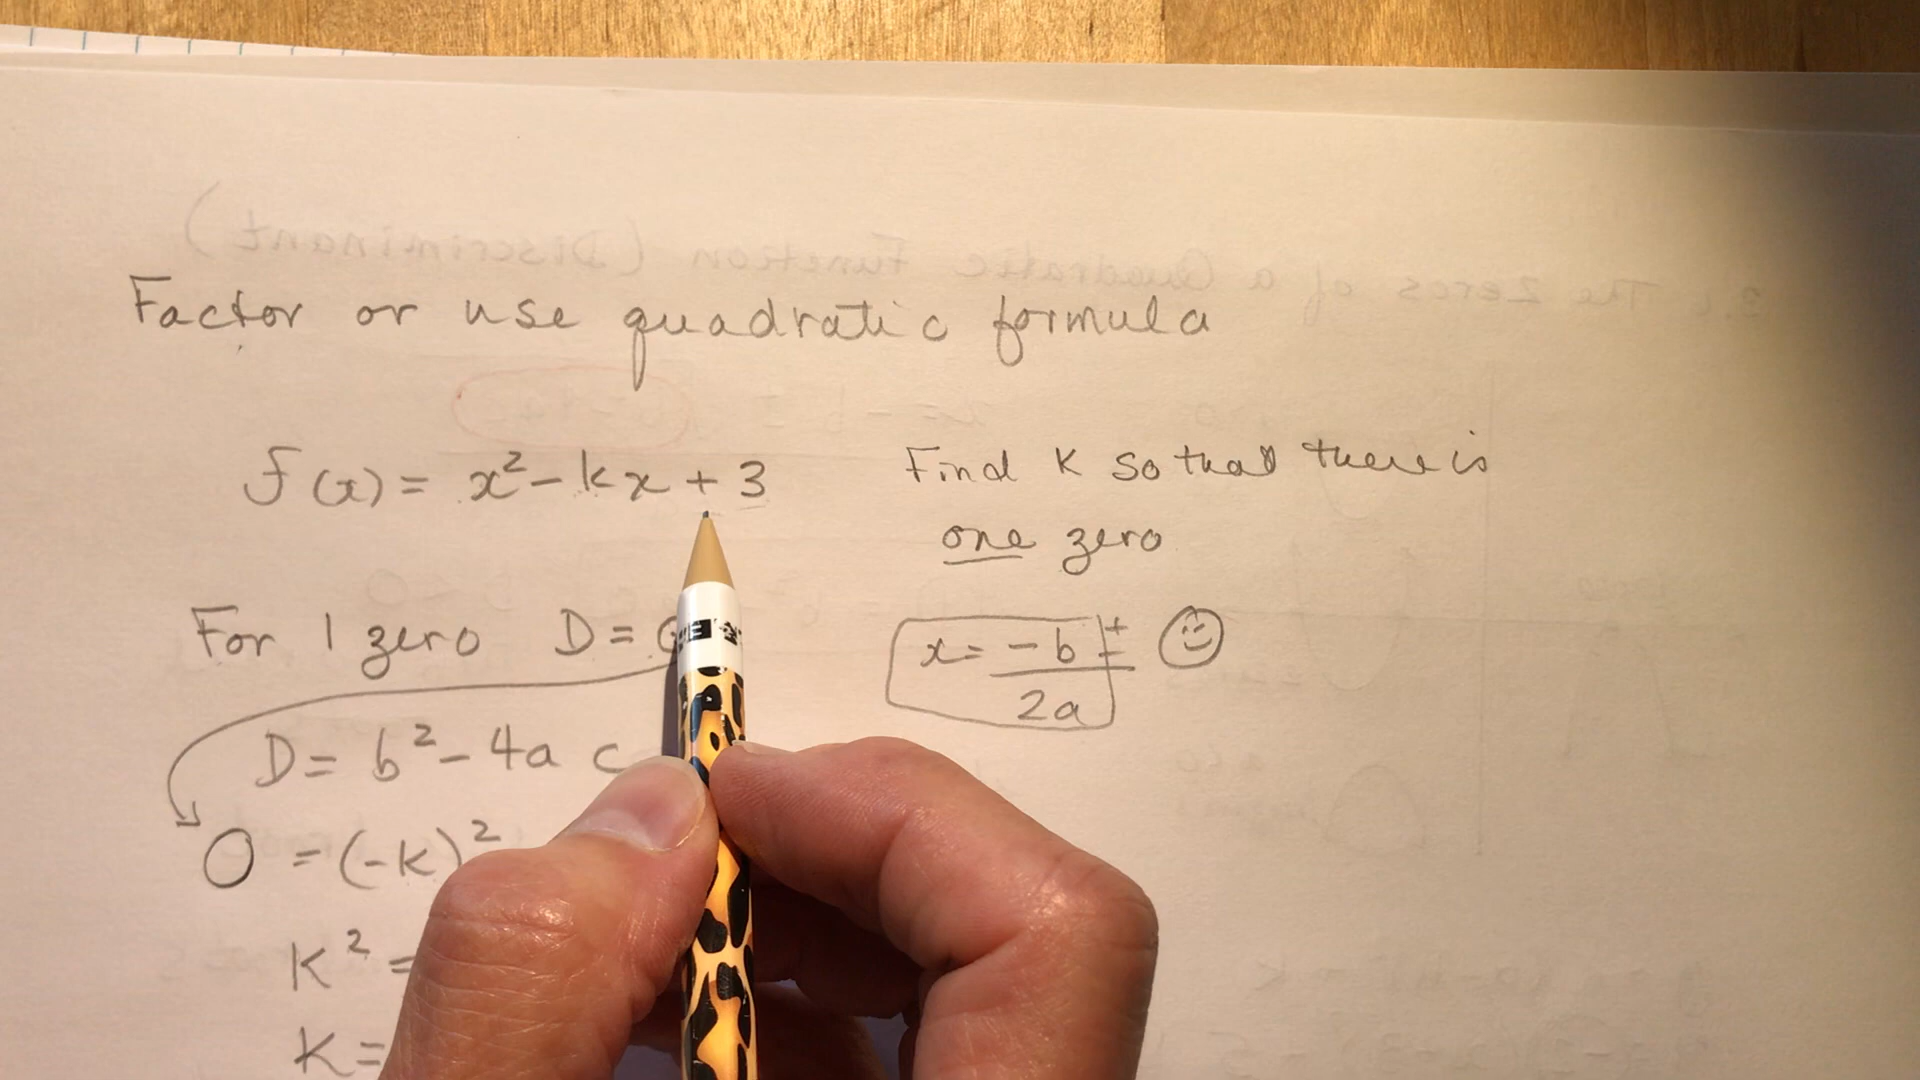 Factor or use quadratic formula
f(x) = x² - kx + 3
Find K so that there is
one zero
For 1 zero D =
x = -b ±
2a
D = b² - 4a c
0 = (-k)²
K² =
K =